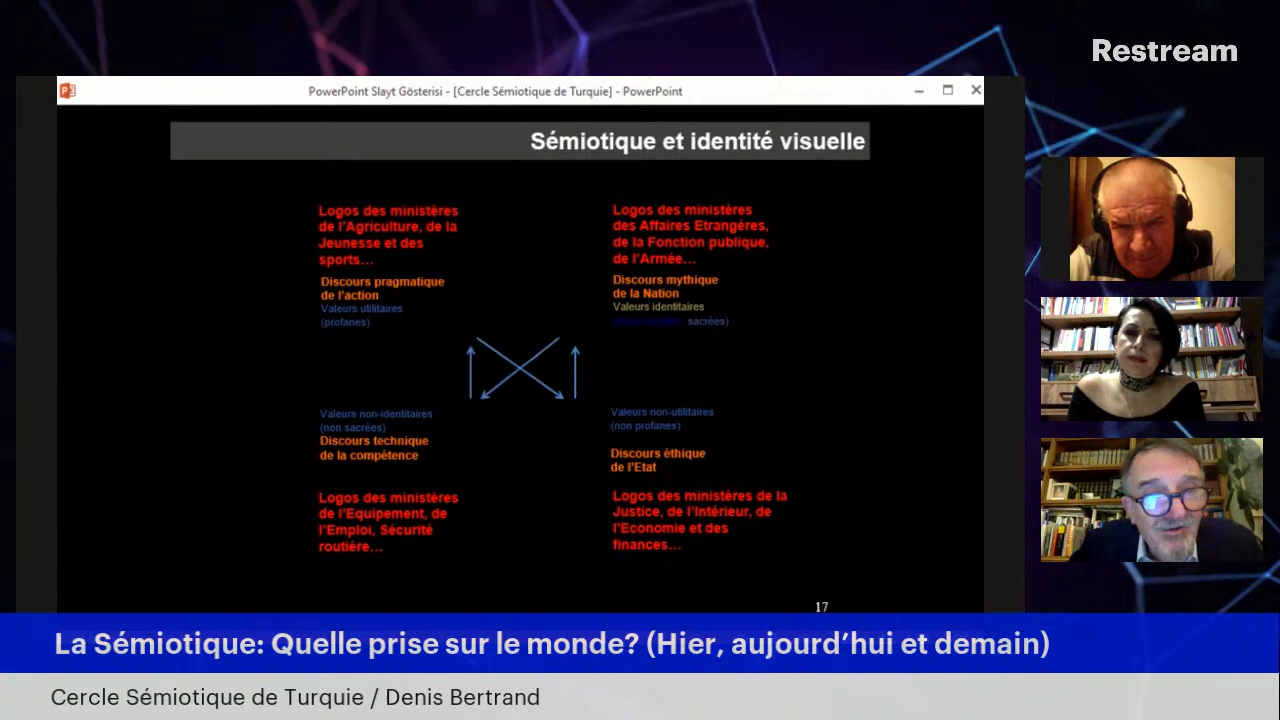 Restream
PowerPoint Slayt Gösterisi - [Cercle Sémiotique de Turquie] - PowerPoint
Sémiotique et identité visuelle
Logos des ministères
de l'Agriculture, de la
Jeunesse et des
sports…
Discours pragmatique
de l'action
Valeurs utilitaires
(profanes)
Logos des ministères
des Affaires Etrangères,
de la Fonction publique,
de l'Armée…
Discours mythique
de la Nation
Valeurs identitaires
sacrées)
Valeurs non-identitaires
(non sacrées)
Discours technique
de la compétence
Logos des ministères
de l'Equipement, de
l'Emploi, Sécurité
routière…
Valeurs non-utilitaires
(non profanes)
Discours éthique
de l'Etat
Logos des ministères de la
Justice, de l'Intérieur, de
l'Economie et des
finances…
17
La Sémiotique: Quelle prise sur le monde? (Hier, aujourd'hui et demain)
Cercle Sémiotique de Turquie / Denis Bertrand